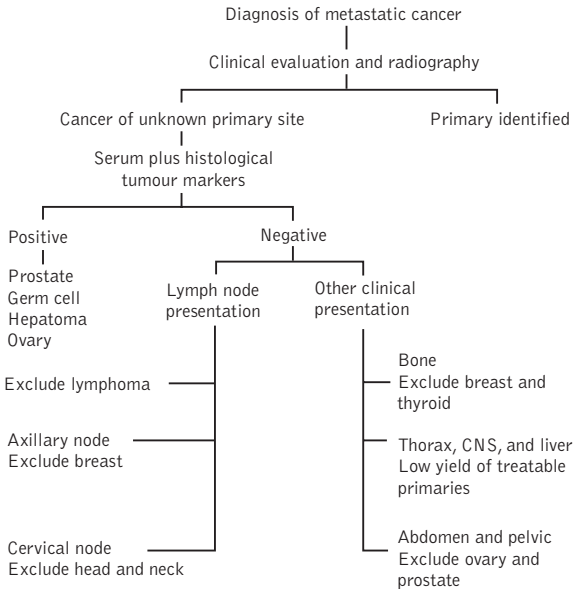 Diagnosis of metastatic cancer
Clinical evaluation and radiography
Cancer of unknown primary site
Primary identified
Serum plus histological
tumour markers
Positive
Negative
Prostate
Germ cell
Hepatoma
Ovary
Lymph node
presentation
Other clinical
presentation
Exclude lymphoma
Axillary node
Exclude breast
Cervical node
Exclude head and neck
Bone
Exclude breast and
thyroid
Thorax, CNS, and liver
Low yield of treatable
primaries
Abdomen and pelvic
Exclude ovary and
prostate